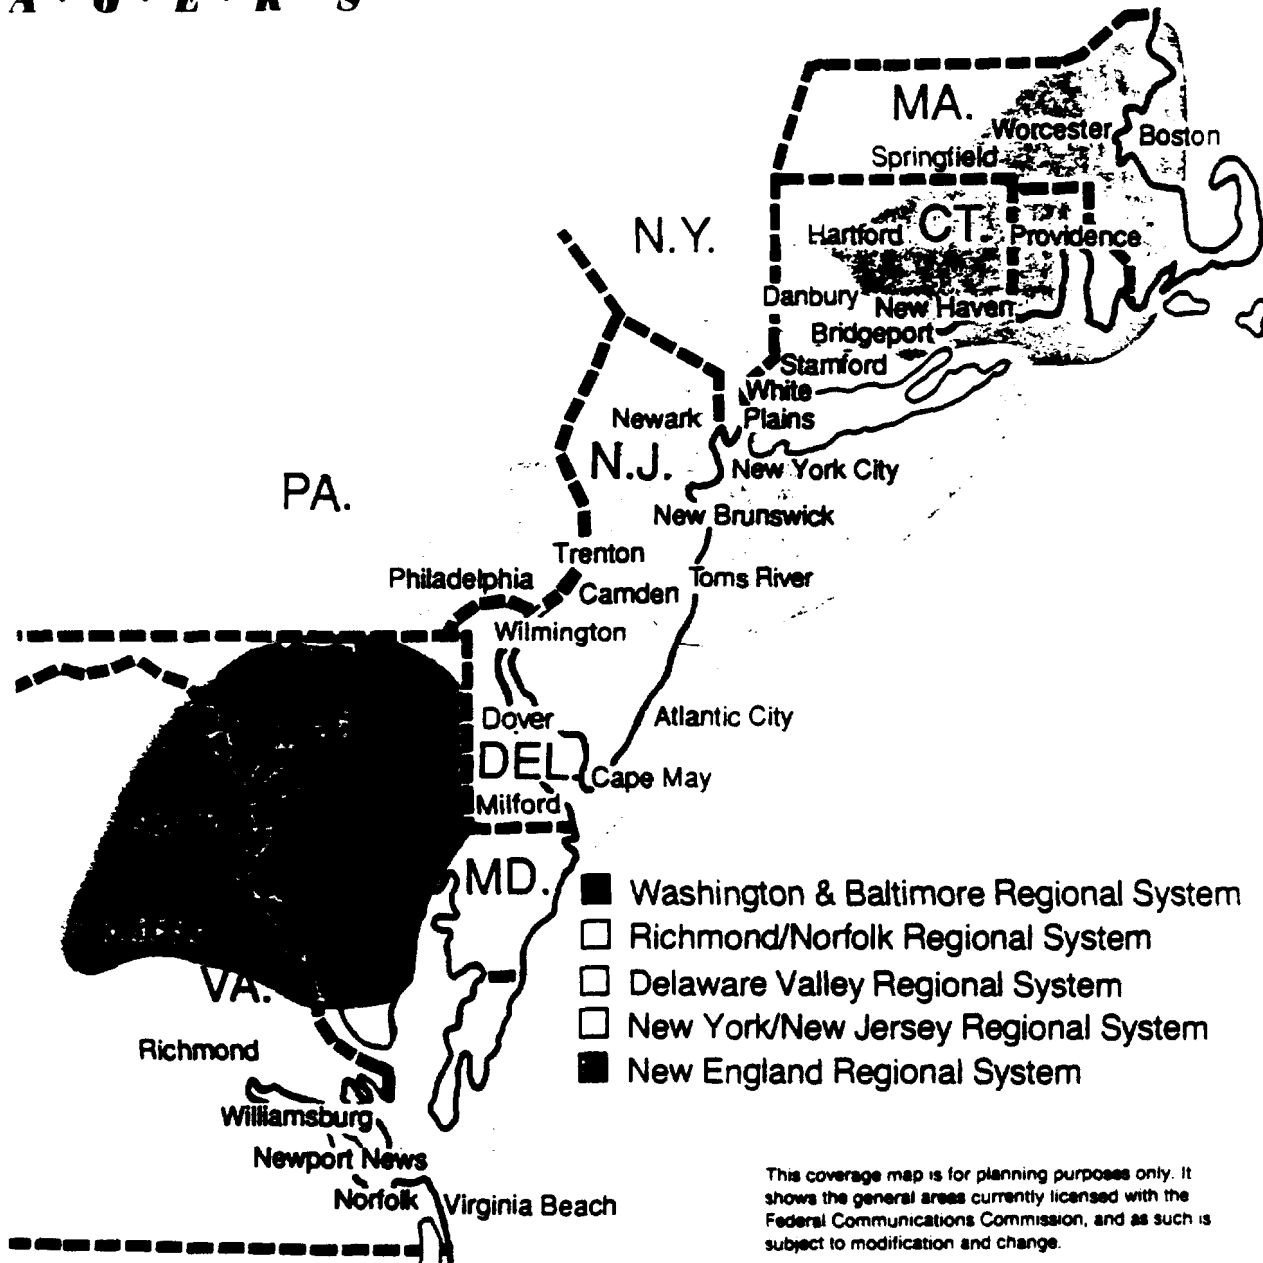 MA.
Worcester
Boston
Springfield
N.Y.
Hartford
CT.
Providence
Danbury
New Haven
Bridgeport
Stamford
White
Plains
Newark
N.J.
New York City
PA.
New Brunswick
Trenton
Philadelphia
Camden
Toms River
Wilmington
Dover
Atlantic City
DEL.
Cape May
Milford
MD.
Washington & Baltimore Regional System
Richmond/Norfolk Regional System
Delaware Valley Regional System
New York/New Jersey Regional System
New England Regional System
VA.
Richmond
Williamsburg
Newport News
Norfolk
Virginia Beach
This coverage map is for planning purposes only. It
shows the general areas currently licensed with the
Federal Communications Commission, and as such is
subject to modification and change.